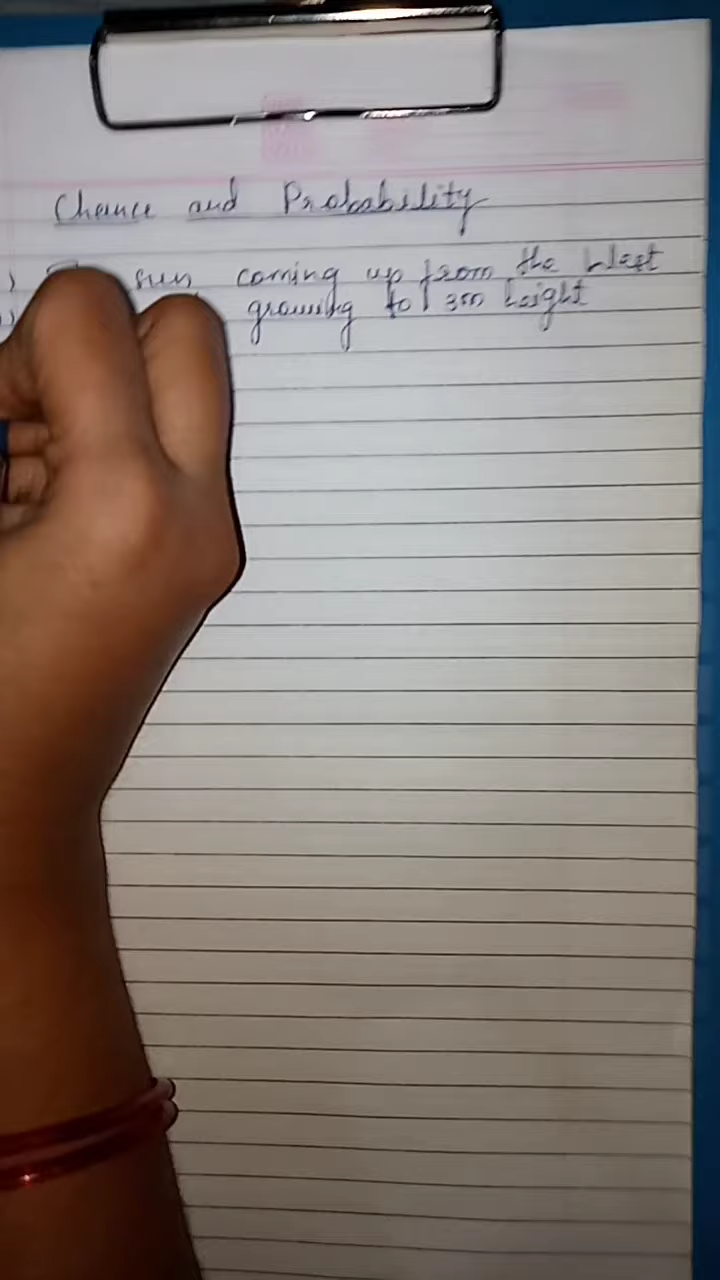 Chance and Probability
) sun coming up from the West
growing to 3m height